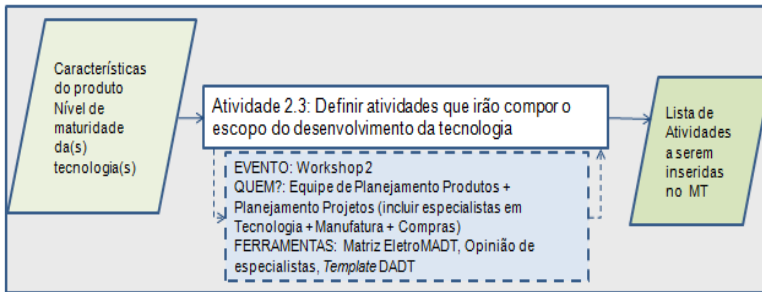 Características
do produto
Nível de
maturidade
da(s)
tecnologia(s)
Atividade 2.3: Definir atividades que irão compor o
escopo do desenvolvimento da tecnologia
EVENTO: Workshop 2
QUEM?: Equipe de Planejamento Produtos +
Planejamento Projetos (incluir especialistas em
Tecnologia + Manufatura + Compras)
FERRAMENTAS: Matriz EletroMADT, Opinião de
especialistas, Template DADT
Lista de
Atividades
a serem
inseridas
no MT